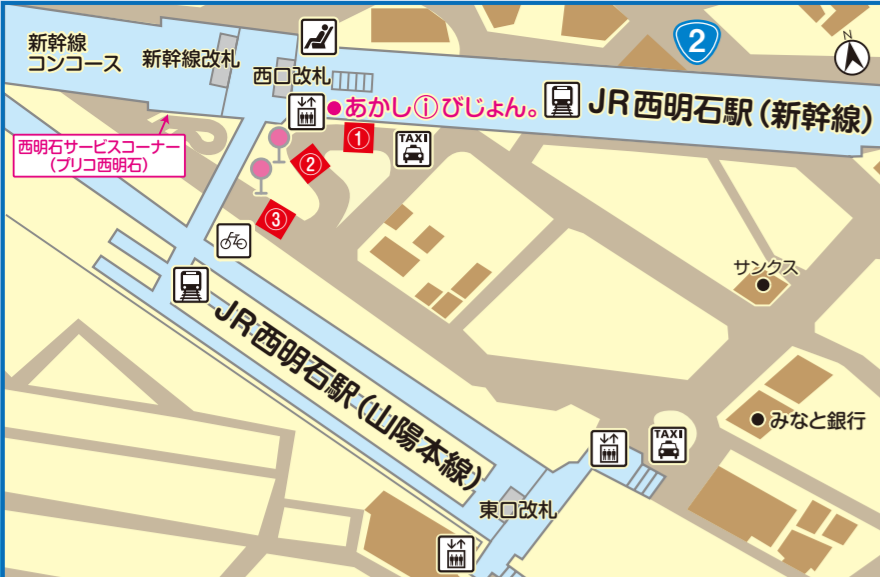 新幹線
コンコース
新幹線改札
西口改札
2
N
あかしⓘびじょん。
JR西明石駅(新幹線)
西明石サービスコーナー
(プリコ西明石)
①
TAXI
②
③
サンクス
JR西明石駅(山陽本線)
みなと銀行
TAXI
東口改札